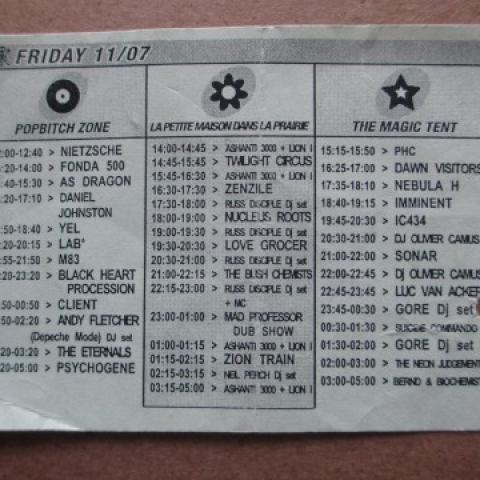 FRIDAY 11/07
POPBITCH ZONE
:00-12:40 > NIETZSCHE
:20-14:00 > FONDA 500
:40-15:30 > AS DRAGON
:20-17:10 > DANIEL
JOHNSTON
:50-18:40 > YEL
:20-20:15 > LAB*
:55-21:50 > M83
:20-23:20 > BLACK HEART
PROCESSION
:50-00:50 > CLIENT
:50-02:20 > ANDY FLETCHER
(Depeche Mode) DJ set
:20-03:20 > THE ETERNALS
:20-05:00 > PSYCHOGENE
LA PETITE MAISON DANS LA PRAIRIE
14:00-14:45 > ASHANTI 3000 + LION I
14:45-15:45 > TWILIGHT CIRCUS
15:45-16:30 > ASHANTI 3000 + LION I
16:30-17:30 > ZENZILE
17:30-18:00 > RUSS DISCIPLE Dj set
18:00-19:00 > NUCLEUS ROOTS
19:00-19:30 > RUSS DISCIPLE Dj set
19:30-20:30 > LOVE GROCER
20:30-21:00 > RUSS DISCIPLE Dj set
21:00-22:15 > THE BUSH CHEMISTS
22:15-23:00 > RUSS DISCIPLE Dj set
+ MC
23:00-01:00 > MAD PROFESSOR
DUB SHOW
01:00-01:15 > ASHANTI 3000 + LION I
01:15-02:15 > ZION TRAIN
02:15-03:15 > NEIL PERCH Dj set
03:15-05:00 > ASHANTI 3000 + LION I
THE MAGIC TENT
15:15-15:50 > PHC
16:25-17:00 > DAWN VISITORS
17:35-18:10 > NEBULA H
18:40-19:15 > IMMINENT
19:45-20:30 > IC434
20:30-21:00 > DJ OLIVIER CAMUS
21:00-22:00 > SONAR
22:00-22:45 > Dj OLIVIER CAMUS
22:45-23:45 > LUC VAN ACKER
23:45-00:30 > GORE Dj set
00:30-01:30 > SUICIDE COMMANDO
01:30-02:00 > GORE Dj set
02:00-03:00 > THE NEON JUDGEMENT
03:00-05:00 > BERND & BIOCHEMIST